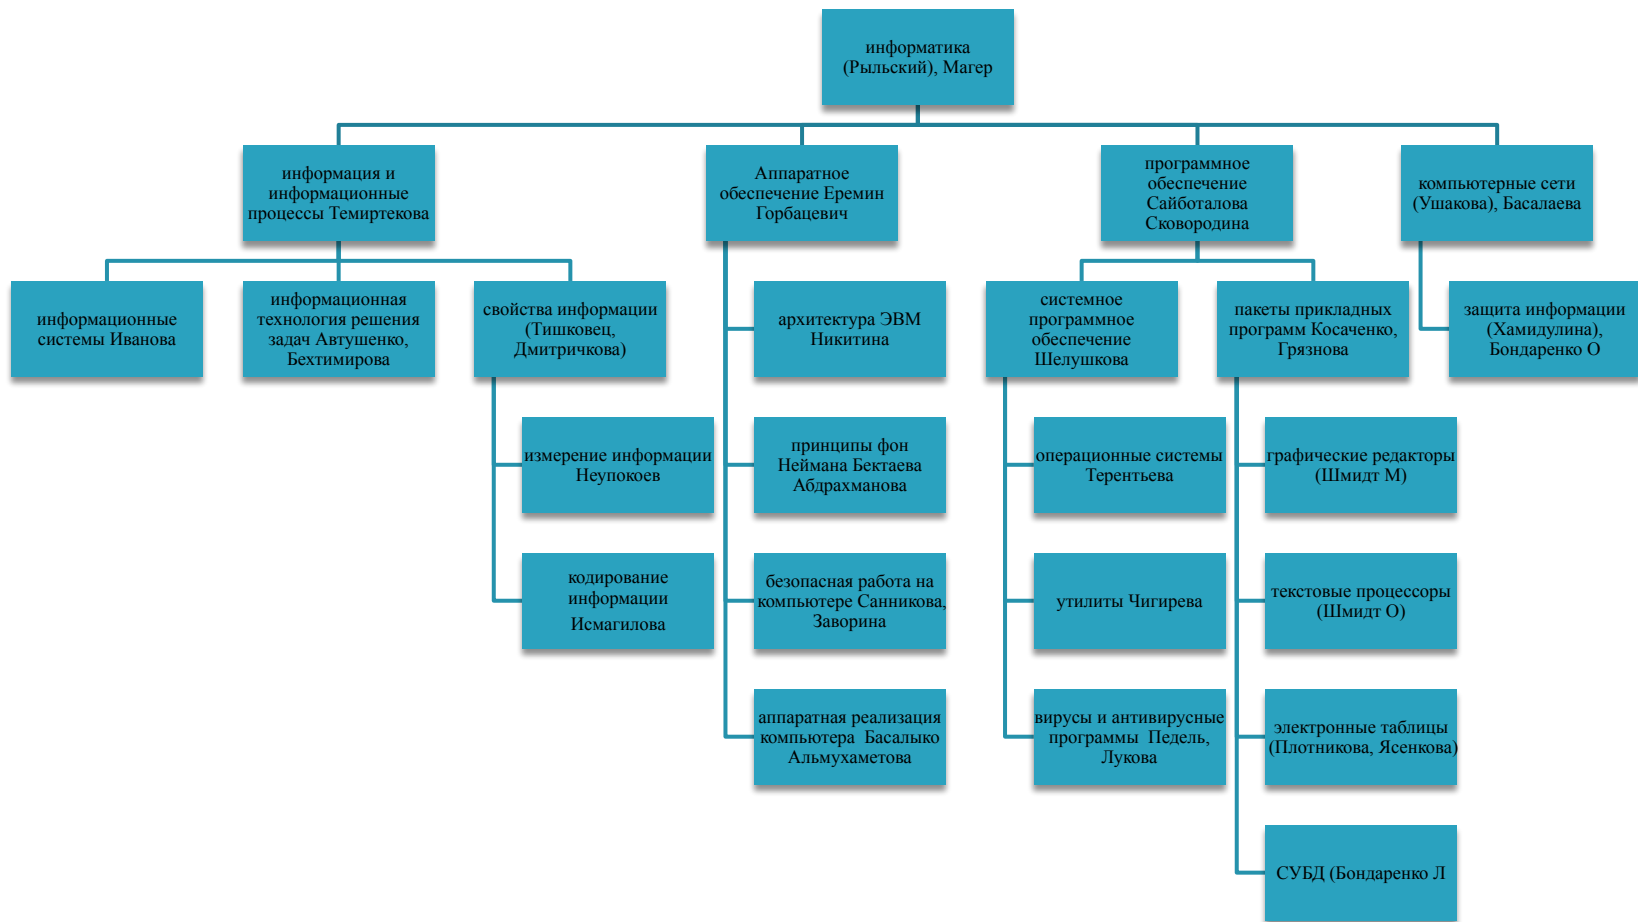 информатика
(Рыльский), Магер
информация и
информационные
процессы Темиртекова
Аппаратное
обеспечение Еремин
Горбацевич
программное
обеспечение
Сайботалова
Сковородина
компьютерные сети
(Ушакова), Басалаева
информационные
системы Иванова
информационная
технология решения
задач Автушенко,
Бехтимирова
свойства информации
(Тишковец,
Дмитричкова)
архитектура ЭВМ
Никитина
системное
программное
обеспечение
Шелушкова
пакеты прикладных
программ Косаченко,
Грязнова
защита информации
(Хамидулина),
Бондаренко О
измерение информации
Неупокоев
принципы фон
Неймана Бектаева
Абдрахманова
операционные системы
Терентьева
графические редакторы
(Шмидт М)
кодирование
информации
Исмагилова
безопасная работа на
компьютере Санникова,
Заворина
утилиты Чигирева
текстовые процессоры
(Шмидт О)
аппаратная реализация
компьютера Басалыко
Альмухаметова
вирусы и антивирусные
программы Педель,
Лукова
электронные таблицы
(Плотникова, Ясенкова)
СУБД (Бондаренко Л